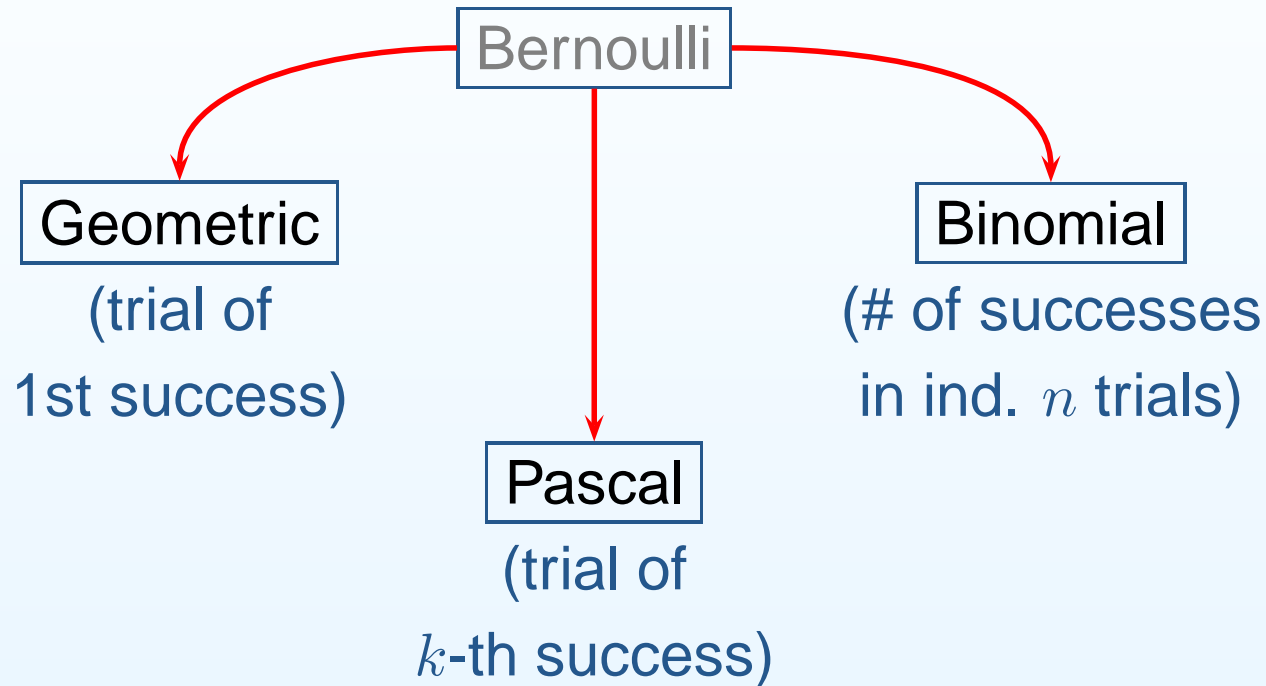 Bernoulli
Geometric
(trial of
1st success)
Binomial
(# of successes
in ind. n trials)
Pascal
(trial of
k-th success)